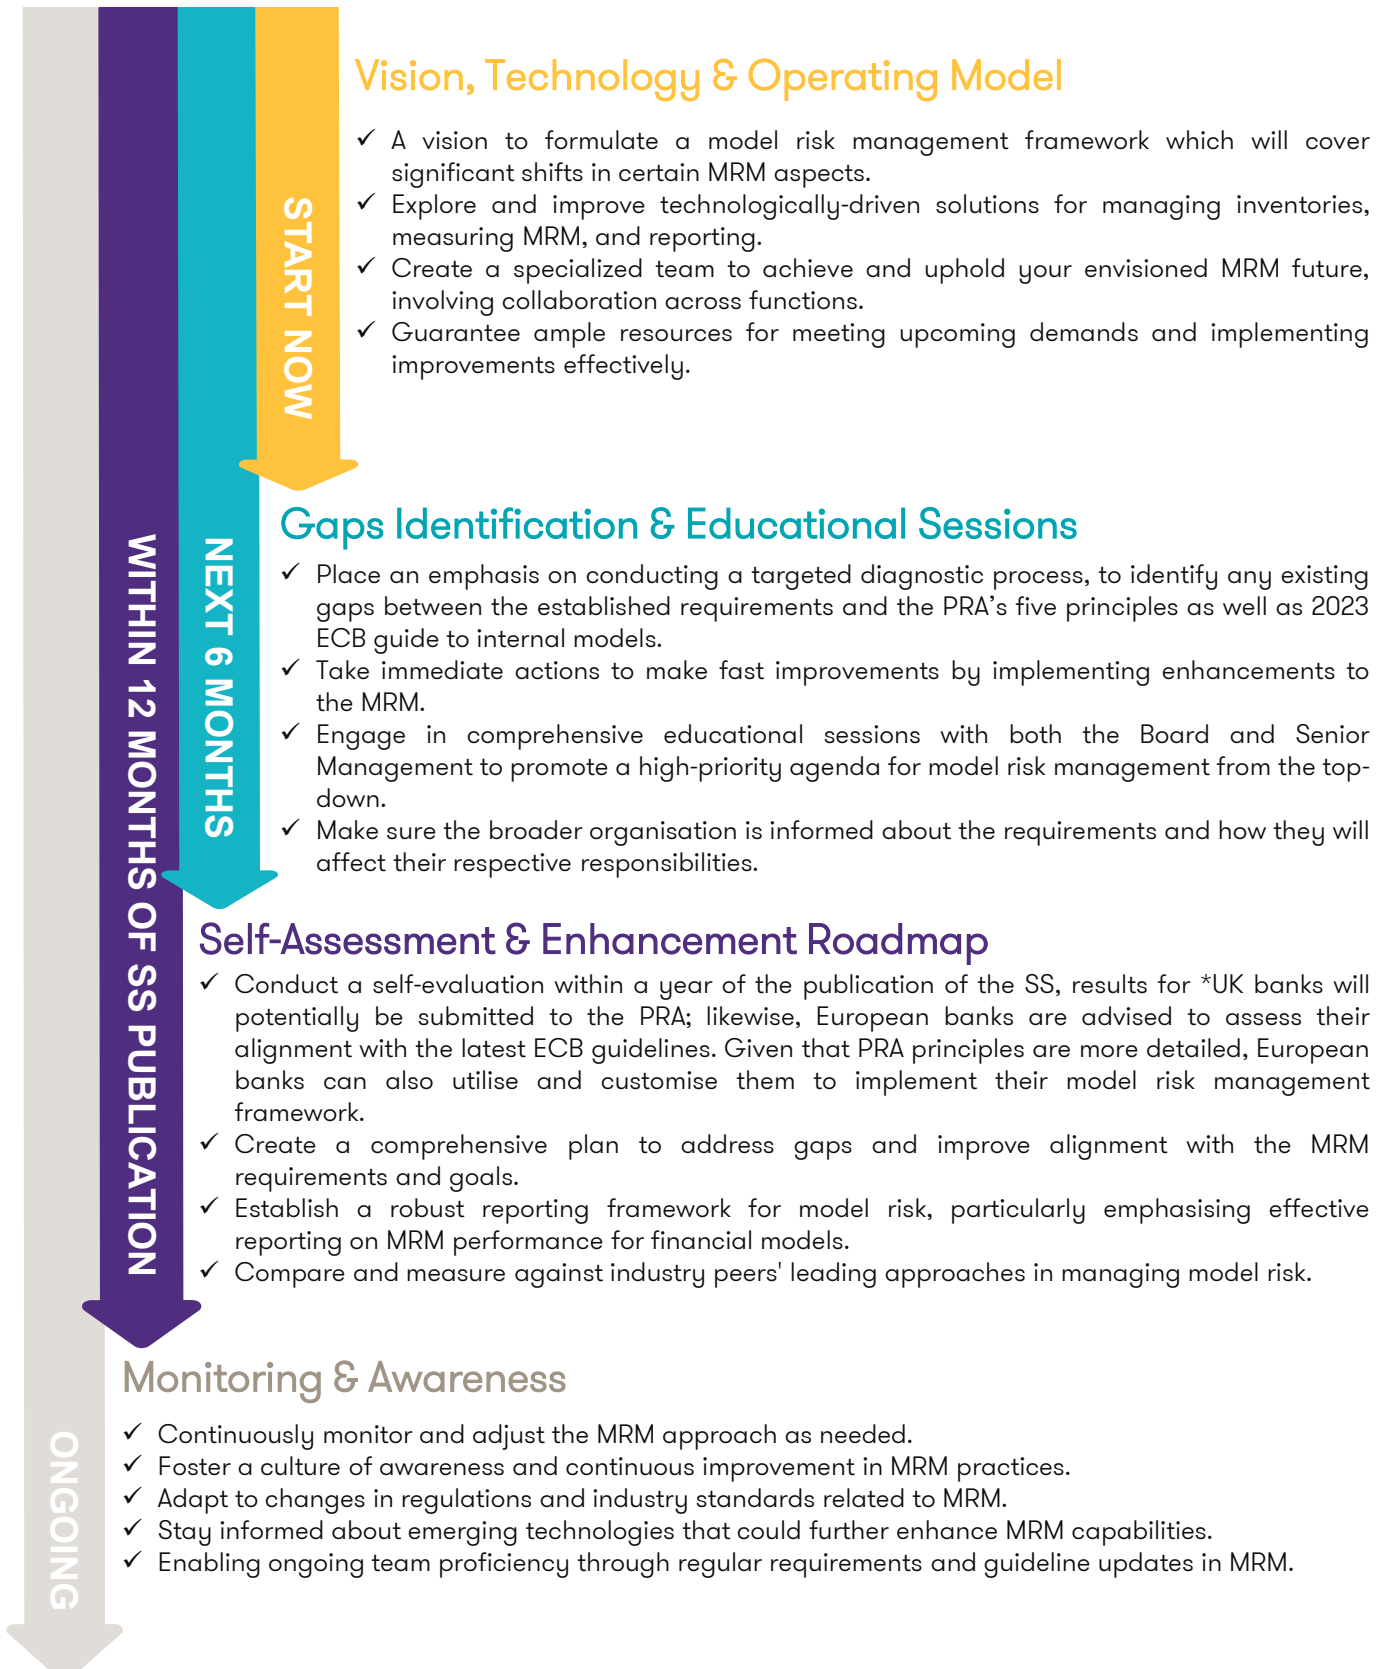 Vision, Technology & Operating Model
✓ A vision to formulate a model risk management framework which will cover
significant shifts in certain MRM aspects.
✓ Explore and improve technologically-driven solutions for managing inventories,
measuring MRM, and reporting.
✓ Create a specialized team to achieve and uphold your envisioned MRM future,
involving collaboration across functions.
✓ Guarantee ample resources for meeting upcoming demands and implementing
improvements effectively.
START NOW
Gaps Identification & Educational Sessions
✓ Place an emphasis on conducting a targeted diagnostic process, to identify any existing
gaps between the established requirements and the PRA’s five principles as well as 2023
ECB guide to internal models.
✓ Take immediate actions to make fast improvements by implementing enhancements to
the MRM.
✓ Engage in comprehensive educational sessions with both the Board and Senior
Management to promote a high-priority agenda for model risk management from the top-
down.
✓ Make sure the broader organisation is informed about the requirements and how they will
affect their respective responsibilities.
NEXT 6 MONTHS
Self-Assessment & Enhancement Roadmap
✓ Conduct a self-evaluation within a year of the publication of the SS, results for *UK banks will
potentially be submitted to the PRA; likewise, European banks are advised to assess their
alignment with the latest ECB guidelines. Given that PRA principles are more detailed, European
banks can also utilise and customise them to implement their model risk management
framework.
✓ Create a comprehensive plan to address gaps and improve alignment with the MRM
requirements and goals.
✓ Establish a robust reporting framework for model risk, particularly emphasising effective
reporting on MRM performance for financial models.
✓ Compare and measure against industry peers' leading approaches in managing model risk.
WITHIN 12 MONTHS OF SS PUBLICATION
Monitoring & Awareness
✓ Continuously monitor and adjust the MRM approach as needed.
✓ Foster a culture of awareness and continuous improvement in MRM practices.
✓ Adapt to changes in regulations and industry standards related to MRM.
✓ Stay informed about emerging technologies that could further enhance MRM capabilities.
✓ Enabling ongoing team proficiency through regular requirements and guideline updates in MRM.
ONGOING